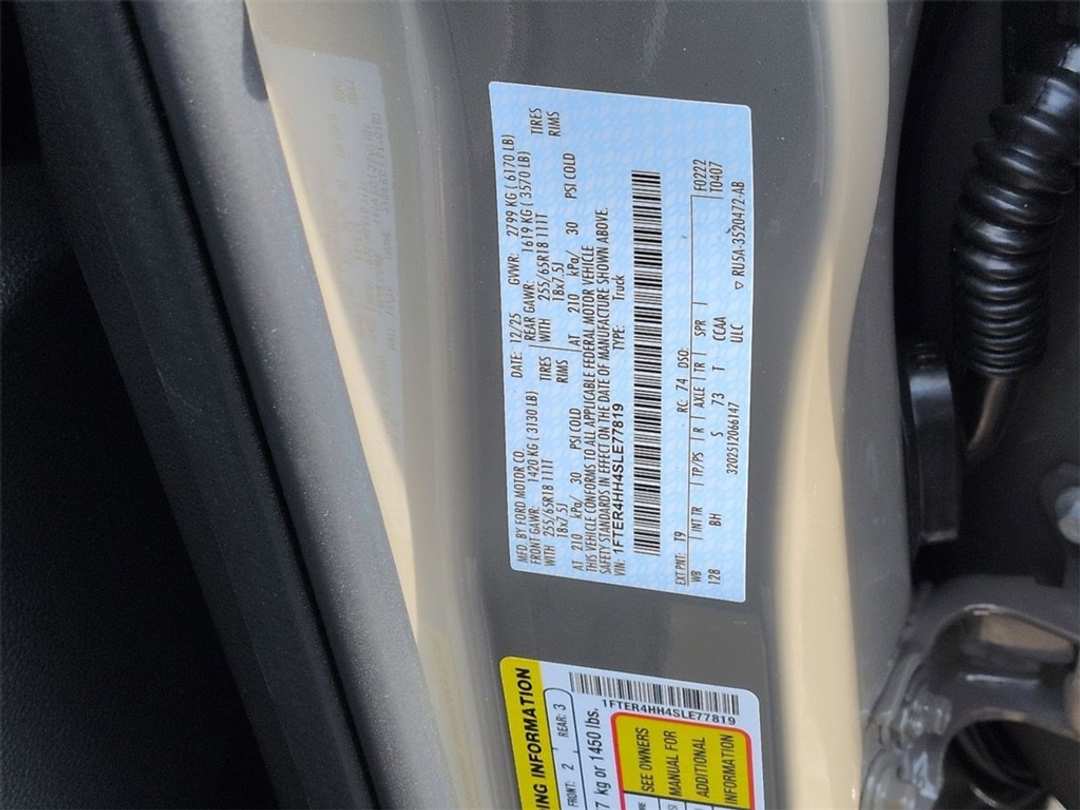 MFD. BY FORD MOTOR CO.
DATE: 12/25 GVWR: 2799 KG ( 6170 LB)
FRONT GAWR: 1420 KG ( 3130 LB) REAR GAWR: 1619 KG ( 3570 LB)
WITH 255/65R18 111T TIRES WITH 255/65R18 111T TIRES
18x7.5J RIMS 18x7.5J RIMS
AT 210 kPa/ 30 PSI COLD AT 210 kPa/ 30 PSI COLD
THIS VEHICLE CONFORMS TO ALL APPLICABLE FEDERAL MOTOR VEHICLE
SAFETY STANDARDS IN EFFECT ON THE DATE OF MANUFACTURE SHOWN ABOVE.
VIN: 1FTER4HH4SLE77819 TYPE: Truck
EXT PNT: T9 RC: 74 DSO: F0222
WB INT TR TP/PS R AXLE TR SPR T0407
128 BH S 73 T CCAA
3202512066147 ULC
▽ RU5A-3520472-AB
1FTER4HH4SLE77819
ING INFORMATION
FRONT: 2 REAR: 3
7 kg or 1450 lbs.
SEE OWNERS
MANUAL FOR
ADDITIONAL
INFORMATION